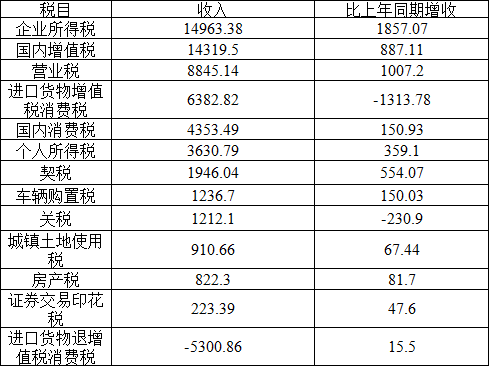 税目 收入 比上年同期增收
企业所得税 14963.38 1857.07
国内增值税 14319.5 887.11
营业税 8845.14 1007.2
进口货物增值
税消费税 6382.82 -1313.78
国内消费税 4353.49 150.93
个人所得税 3630.79 359.1
契税 1946.04 554.07
车辆购置税 1236.7 150.03
关税 1212.1 -230.9
城镇土地使用
税 910.66 67.44
房产税 822.3 81.7
证券交易印花
税 223.39 47.6
进口货物退增
值税消费税 -5300.86 15.5